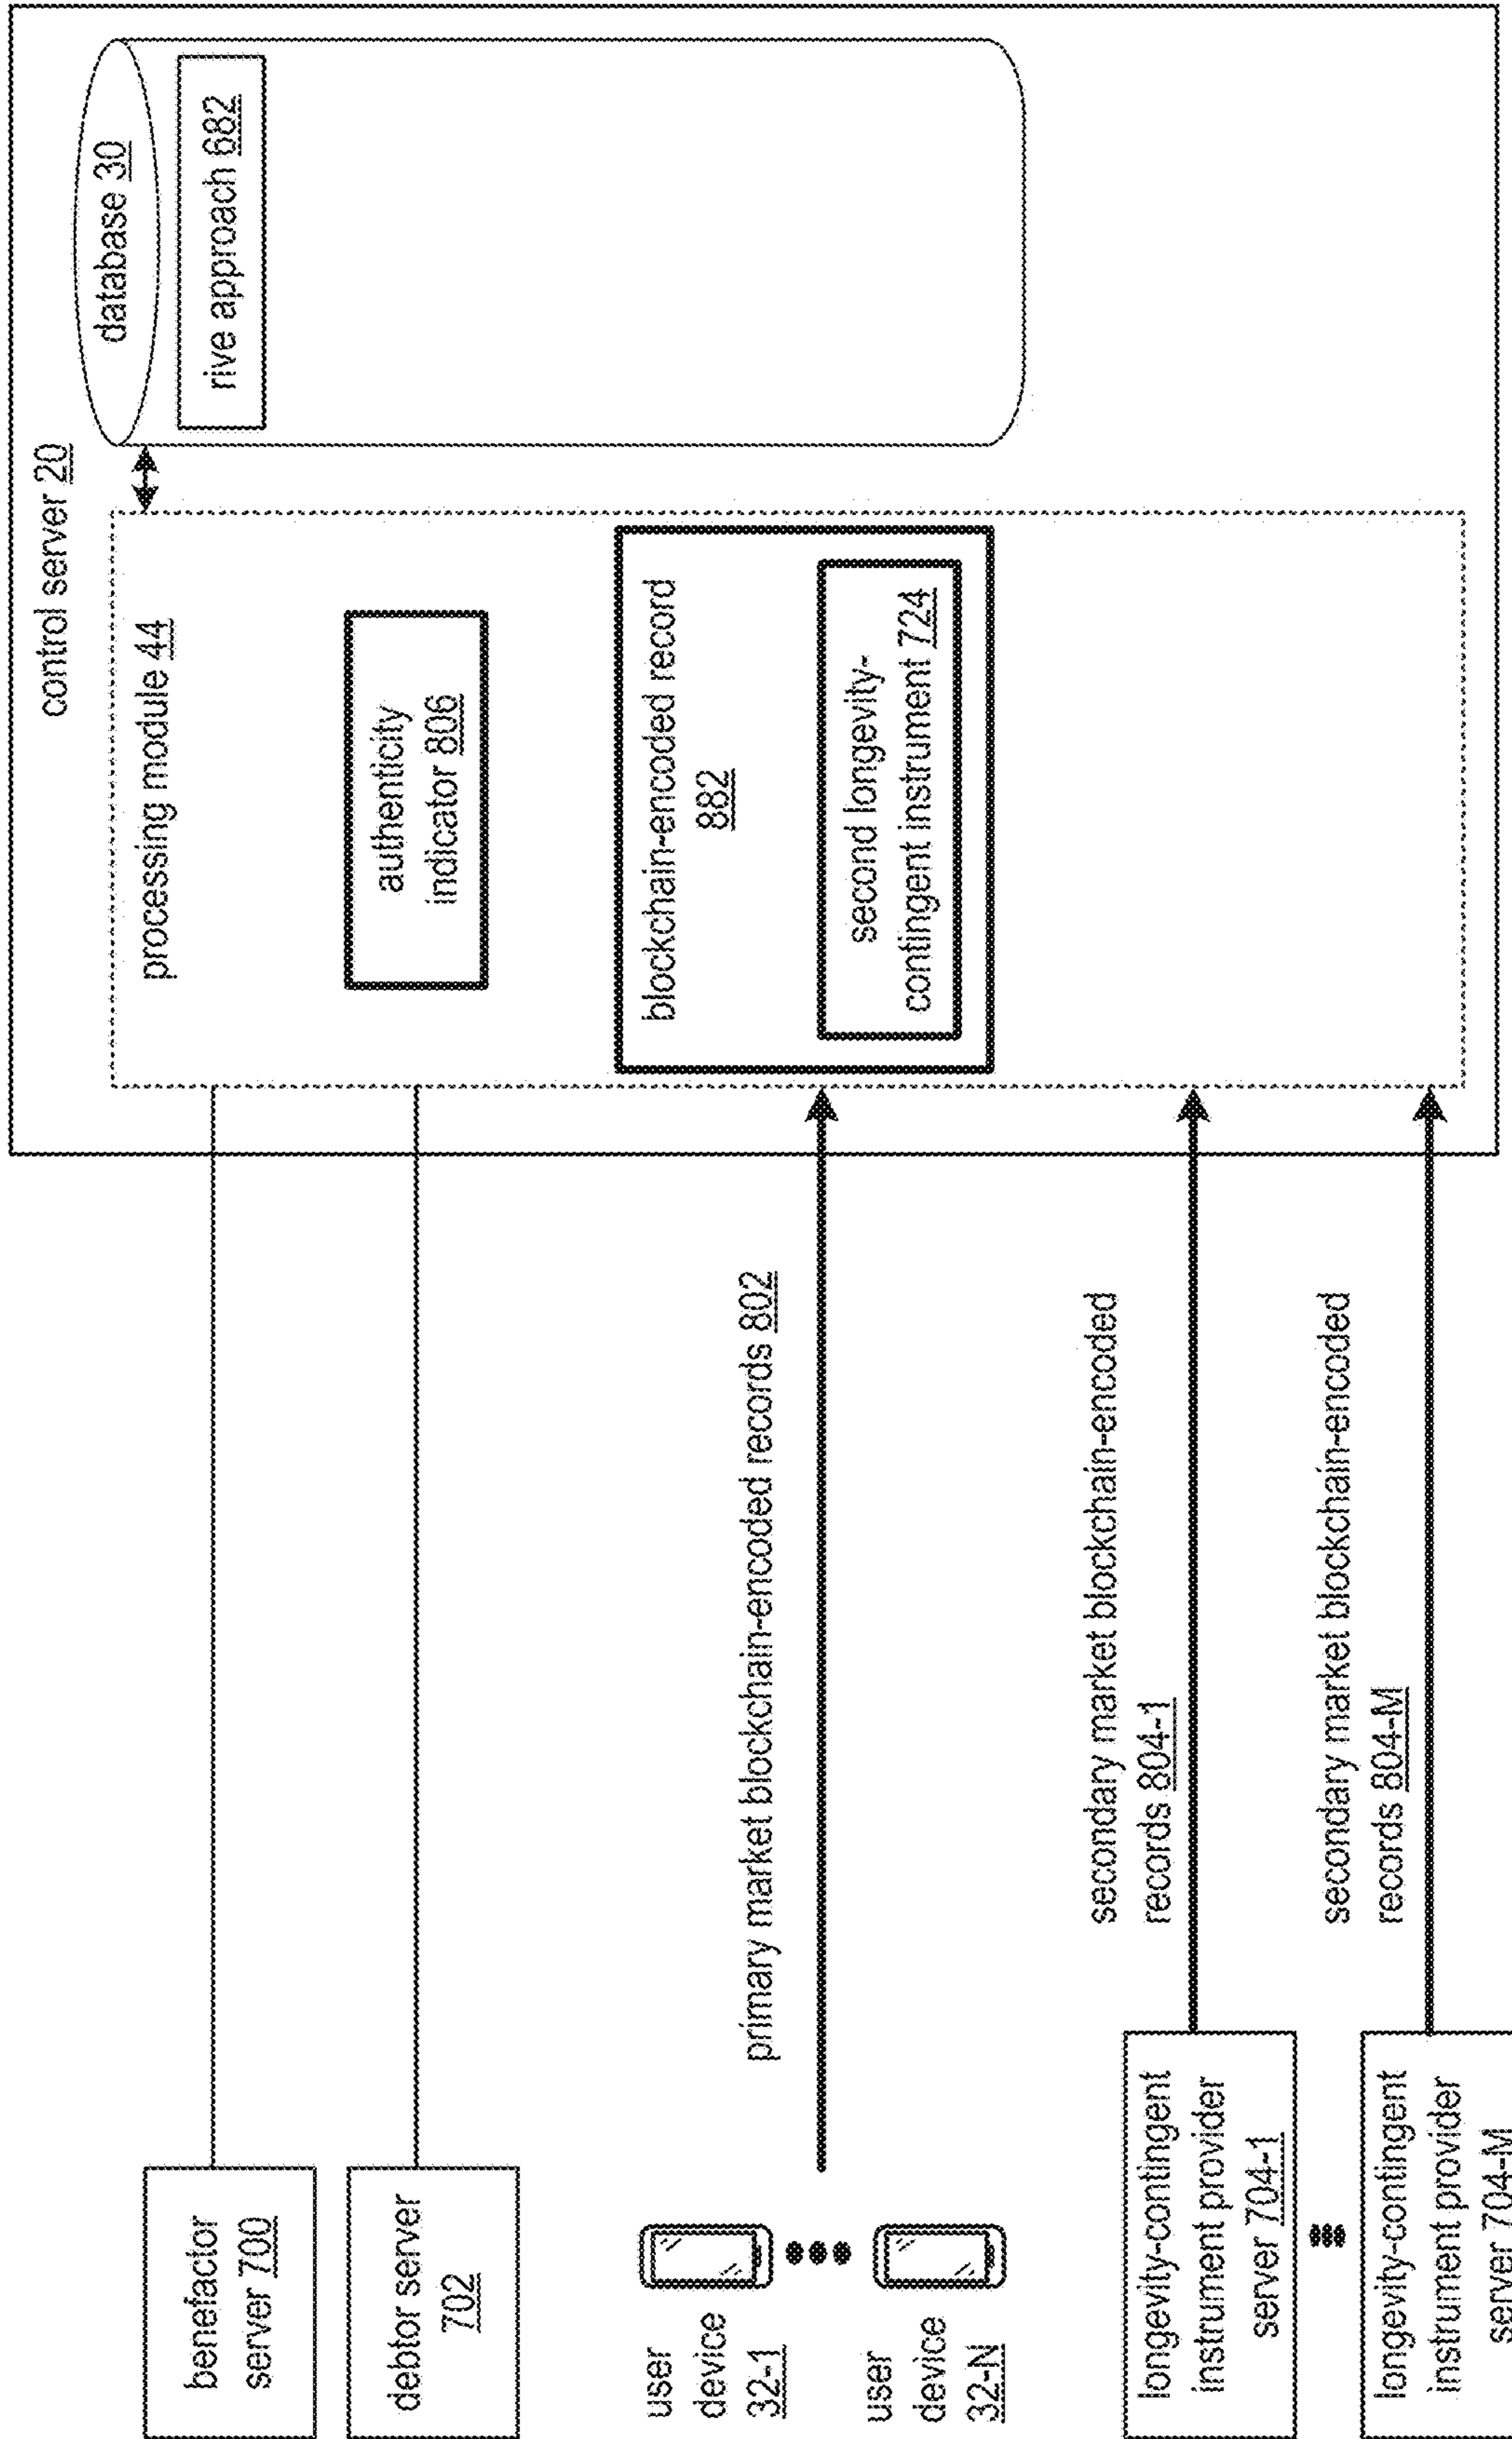 control server 20
database 30
rive approach 682
processing module 44
authenticity
indicator 806
blockchain-encoded record
882
second longevity-
contingent instrument 724
benefactor
server 700
debtor server
702
user
device
32-1
user
device
32-N
primary market blockchain-encoded records 802
secondary market blockchain-encoded
records 804-1
secondary market blockchain-encoded
records 804-M
longevity-contingent
instrument provider
server 704-1
longevity-contingent
instrument provider
server 704-M